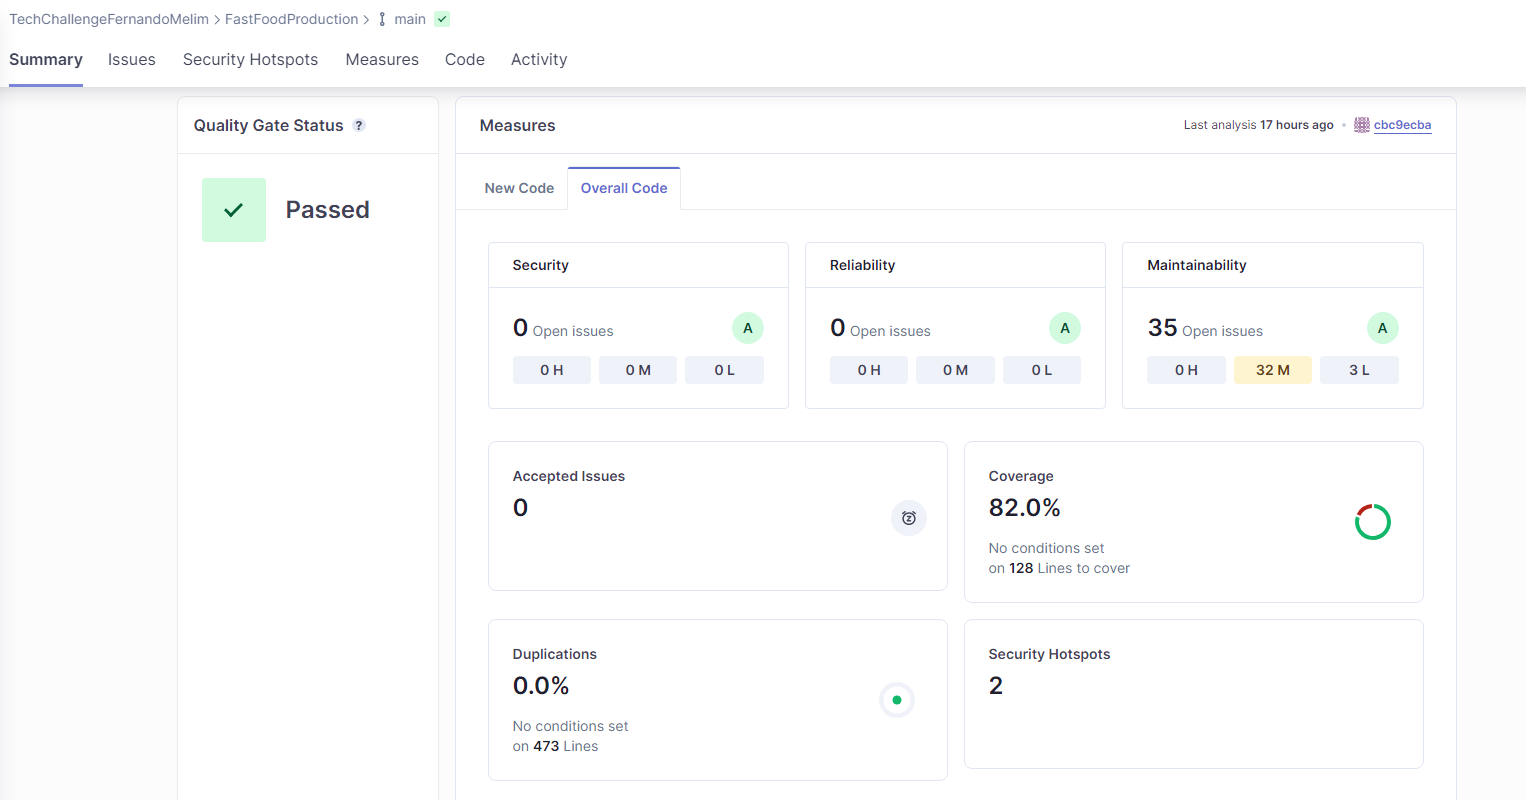 TechChallengeFernandoMelim > FastFoodProduction > main
Summary Issues Security Hotspots Measures Code Activity
Quality Gate Status ?
Passed
Measures
Last analysis 17 hours ago • cbc9ecba
New Code Overall Code
Security
0 Open issues A
0 H 0 M 0 L
Reliability
0 Open issues A
0 H 0 M 0 L
Maintainability
35 Open issues A
0 H 32 M 3 L
Accepted Issues
0
Coverage
82.0%
No conditions set
on 128 Lines to cover
Duplications
0.0%
No conditions set
on 473 Lines
Security Hotspots
2